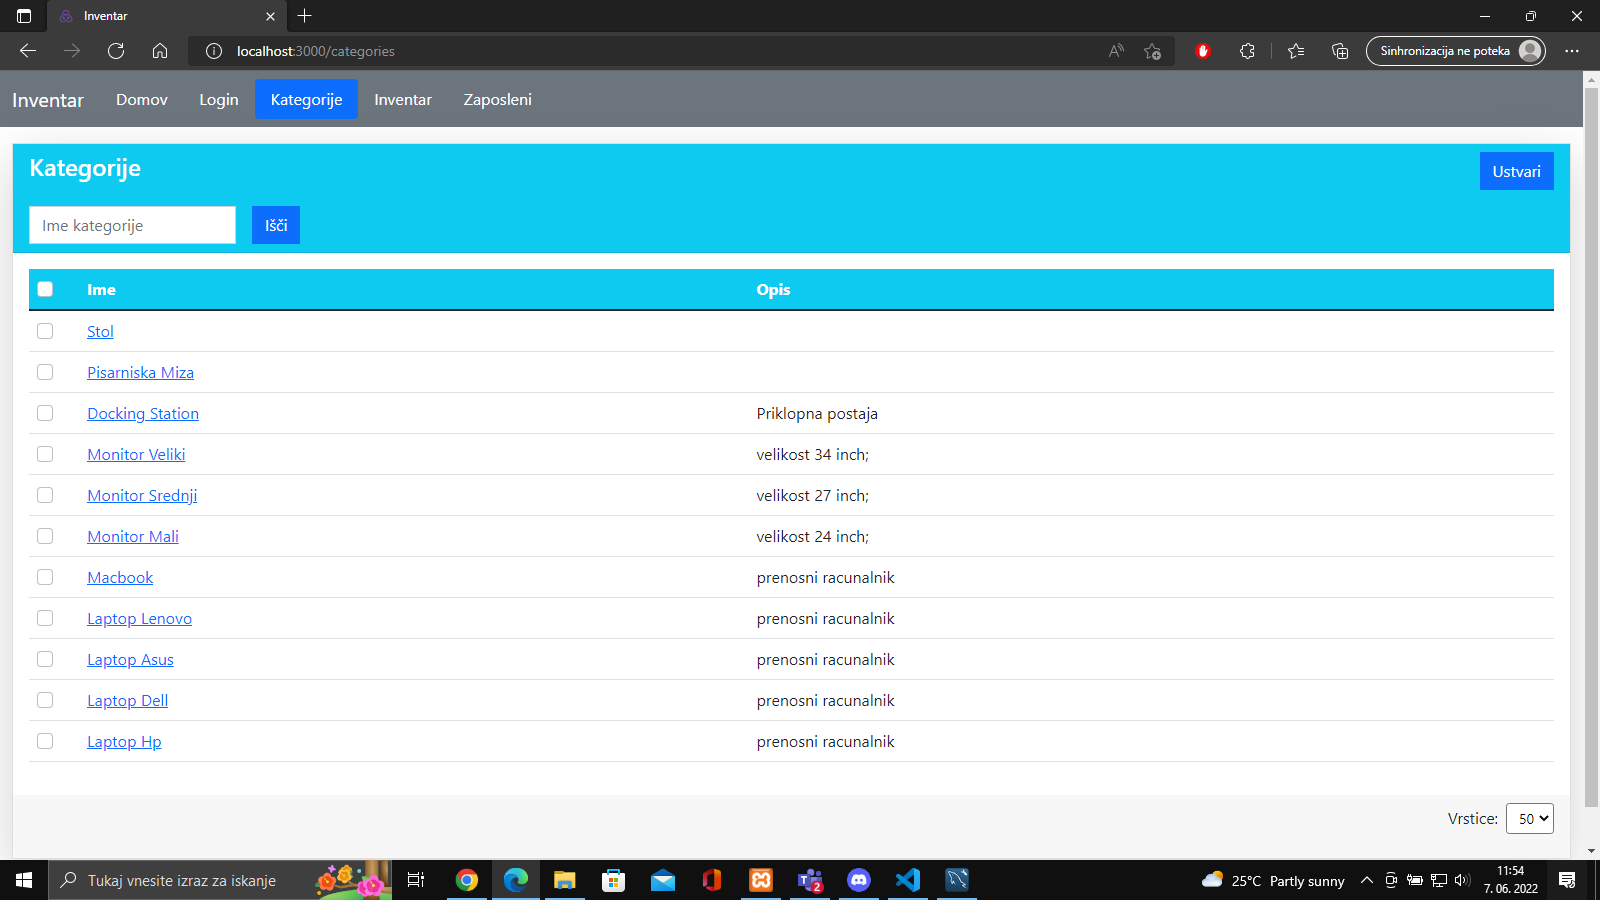 Inventar
localhost:3000/categories
Sinhronizacija ne poteka
Inventar Domov Login Kategorije Inventar Zaposleni
Kategorije
Ustvari
Ime kategorije Išči
Ime Opis
Stol
Pisarniska Miza
Docking Station Priklopna postaja
Monitor Veliki velikost 34 inch;
Monitor Srednji velikost 27 inch;
Monitor Mali velikost 24 inch;
Macbook prenosni racunalnik
Laptop Lenovo prenosni racunalnik
Laptop Asus prenosni racunalnik
Laptop Dell prenosni racunalnik
Laptop Hp prenosni racunalnik
Vrstice: 50
Tukaj vnesite izraz za iskanje
2
25°C Partly sunny
11:54
7. 06. 2022